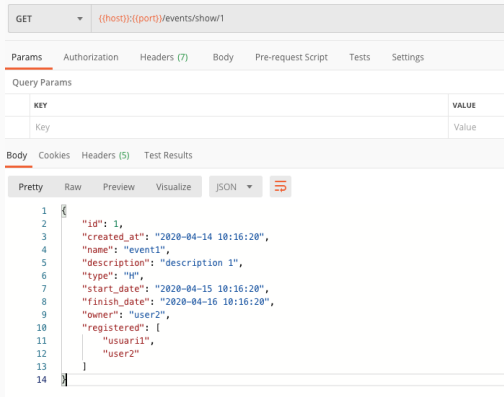 GET {{host}}:{{port}}/events/show/1
Params Authorization Headers (7) Body Pre-request Script Tests Settings
Query Params
KEY VALUE
Key Value
Body Cookies Headers (5) Test Results
Pretty Raw Preview Visualize JSON
1 {
2 "id": 1,
3 "created_at": "2020-04-14 10:16:20",
4 "name": "event1",
5 "description": "description 1",
6 "type": "H",
7 "start_date": "2020-04-15 10:16:20",
8 "finish_date": "2020-04-16 10:16:20",
9 "owner": "user2",
10 "registered": [
11 "usuari1",
12 "user2"
13 ]
14 }